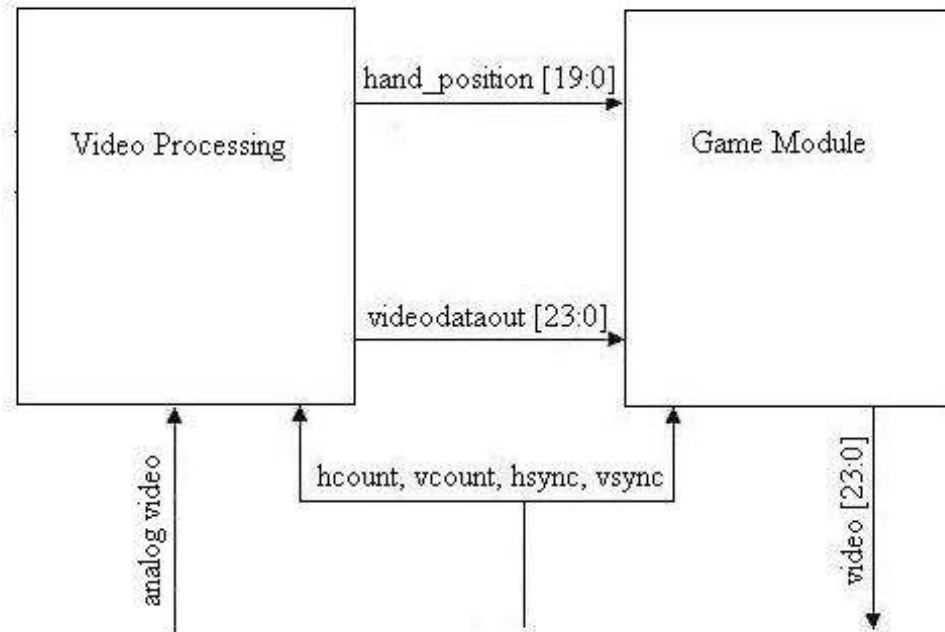 hand_position [19:0]
Video Processing
Game Module
videodataout [23:0]
hcount, vcount, hsync, vsync
analog video
video [23:0]